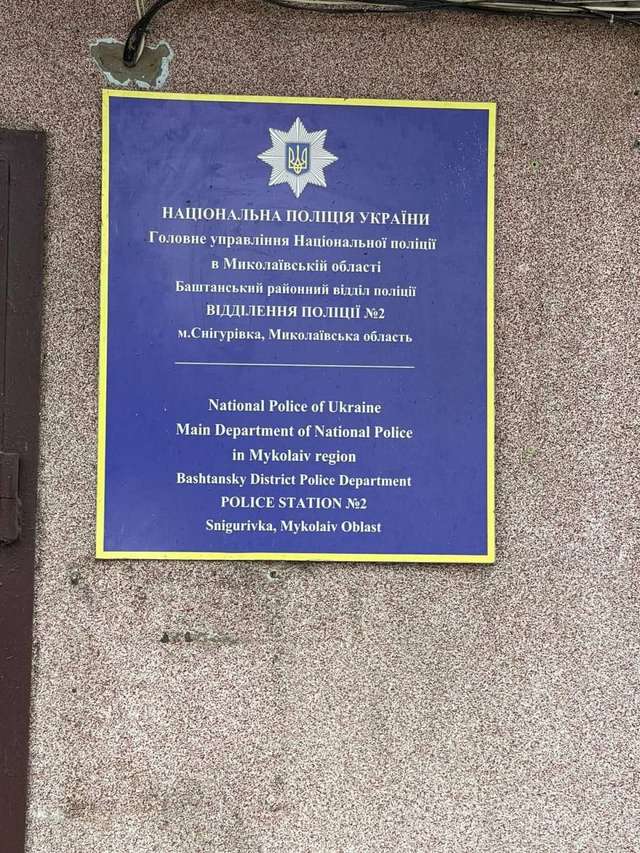 НАЦІОНАЛЬНА ПОЛІЦІЯ УКРАЇНИ
Головне управління Національної поліції
в Миколаївській області
Баштанський районний відділ поліції
ВІДДІЛЕННЯ ПОЛІЦІЇ №2
м.Снігурівка, Миколаївська область
National Police of Ukraine
Main Department of National Police
in Mykolaiv region
Bashtansky District Police Department
POLICE STATION №2
Snigurivka, Mykolaiv Oblast